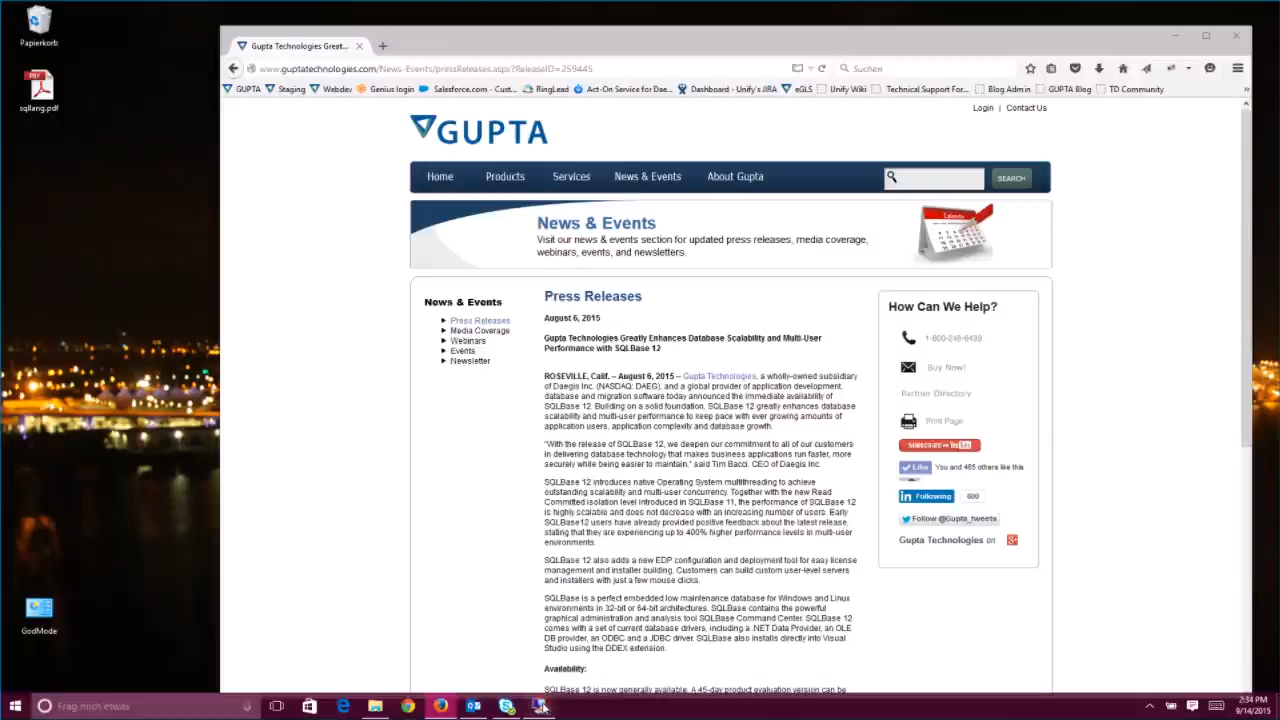 Papierkorb
sqllang.pdf
GodMode
Gupta Technologies Great...
www.guptatechnologies.com/News-Events/pressReleases.aspx?ReleaseID=259445
Suchen
GUPTA Staging Webdev Genius login Salesforce.com - Cust... RingLead Act-On Service for Dae... Dashboard - Unify's JIRA eGLS Unify Wiki Technical Support For... Blog Admin GUPTA Blog TD Community
Login | Contact Us
GUPTA
Home Products Services News & Events About Gupta SEARCH
News & Events
Visit our news & events section for updated press releases, media coverage,
webinars, events, and newsletters.
News & Events
Press Releases
Media Coverage
Webinars
Events
Newsletter
Press Releases
August 6, 2015
Gupta Technologies Greatly Enhances Database Scalability and Multi-User
Performance with SQLBase 12
ROSEVILLE, Calif. – August 6, 2015 – Gupta Technologies, a wholly-owned subsidiary
of Daegis Inc. (NASDAQ: DAEG), and a global provider of application development,
database and migration software today announced the immediate availability of
SQLBase 12. Building on a solid foundation, SQLBase 12 greatly enhances database
scalability and multi-user performance to keep pace with ever growing amounts of
application users, application complexity and database growth.
"With the release of SQLBase 12, we deepen our commitment to all of our customers
in delivering database technology that makes business applications run faster, more
securely while being easier to maintain," said Tim Bacci, CEO of Daegis Inc.
SQLBase 12 introduces native Operating System multithreading to achieve
outstanding scalability and multi-user concurrency. Together with the new Read
Committed isolation level introduced in SQLBase 11, the performance of SQLBase 12
is highly scalable and does not decrease with an increasing number of users. Early
SQLBase12 users have already provided positive feedback about the latest release,
stating that they are experiencing up to 400% higher performance levels in multi-user
environments.
SQLBase 12 also adds a new EDP configuration and deployment tool for easy license
management and installer building. Customers can build custom user-level servers
and installers with just a few mouse clicks.
SQLBase is a perfect embedded low maintenance database for Windows and Linux
environments in 32-bit or 64-bit architectures. SQLBase contains the powerful
graphical administration and analysis tool SQLBase Command Center. SQLBase 12
comes with a set of current database drivers, including a .NET Data Provider, an OLE
DB provider, an ODBC and a JDBC driver. SQLBase also installs directly into Visual
Studio using the DDEX extension.
Availability:
SQLBase 12 is now generally available. A 45-day product evaluation version can be
How Can We Help?
1-800-246-6439
Buy Now!
Partner Directory
Print Page
SUBSCRIBE ON YouTube
Like You and 465 others like this
Following 600
Follow @Gupta_tweets
Gupta Technologies on
Frag mich etwas
2:34 PM
9/14/2015